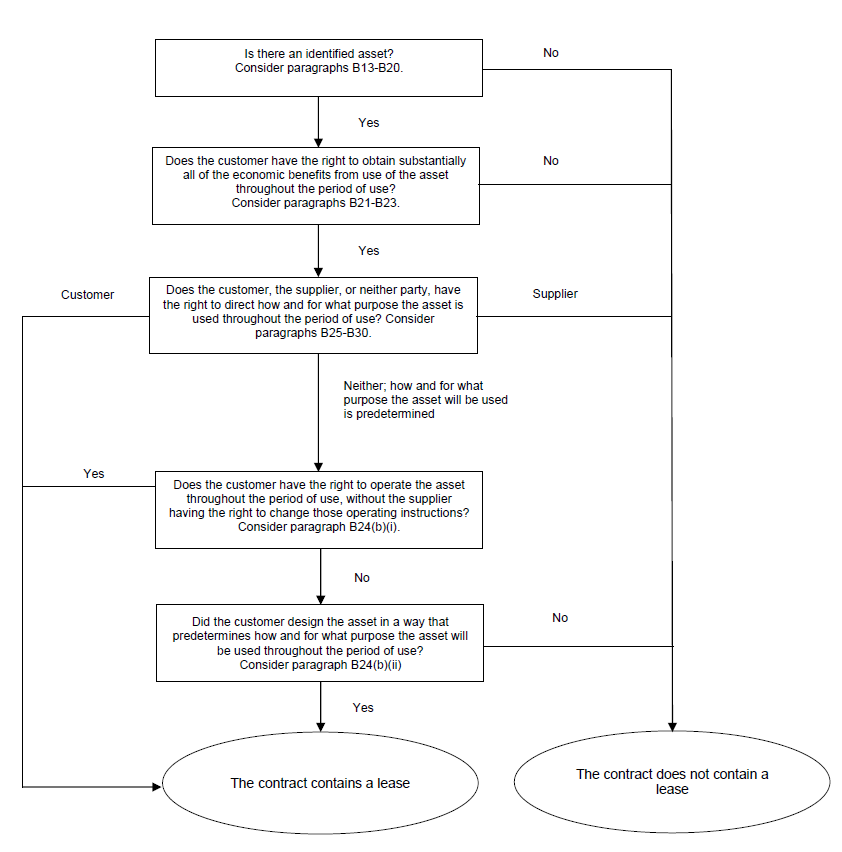 Is there an identified asset?
Consider paragraphs B13-B20.
No
Yes
Does the customer have the right to obtain substantially
all of the economic benefits from use of the asset
throughout the period of use?
Consider paragraphs B21-B23.
No
Yes
Customer
Does the customer, the supplier, or neither party, have
the right to direct how and for what purpose the asset is
used throughout the period of use? Consider
paragraphs B25-B30.
Supplier
Neither; how and for what
purpose the asset will be used
is predetermined
Yes
Does the customer have the right to operate the asset
throughout the period of use, without the supplier
having the right to change those operating instructions?
Consider paragraph B24(b)(i).
No
Did the customer design the asset in a way that
predetermines how and for what purpose the asset will
be used throughout the period of use?
Consider paragraph B24(b)(ii)
No
Yes
The contract contains a lease
The contract does not contain a
lease